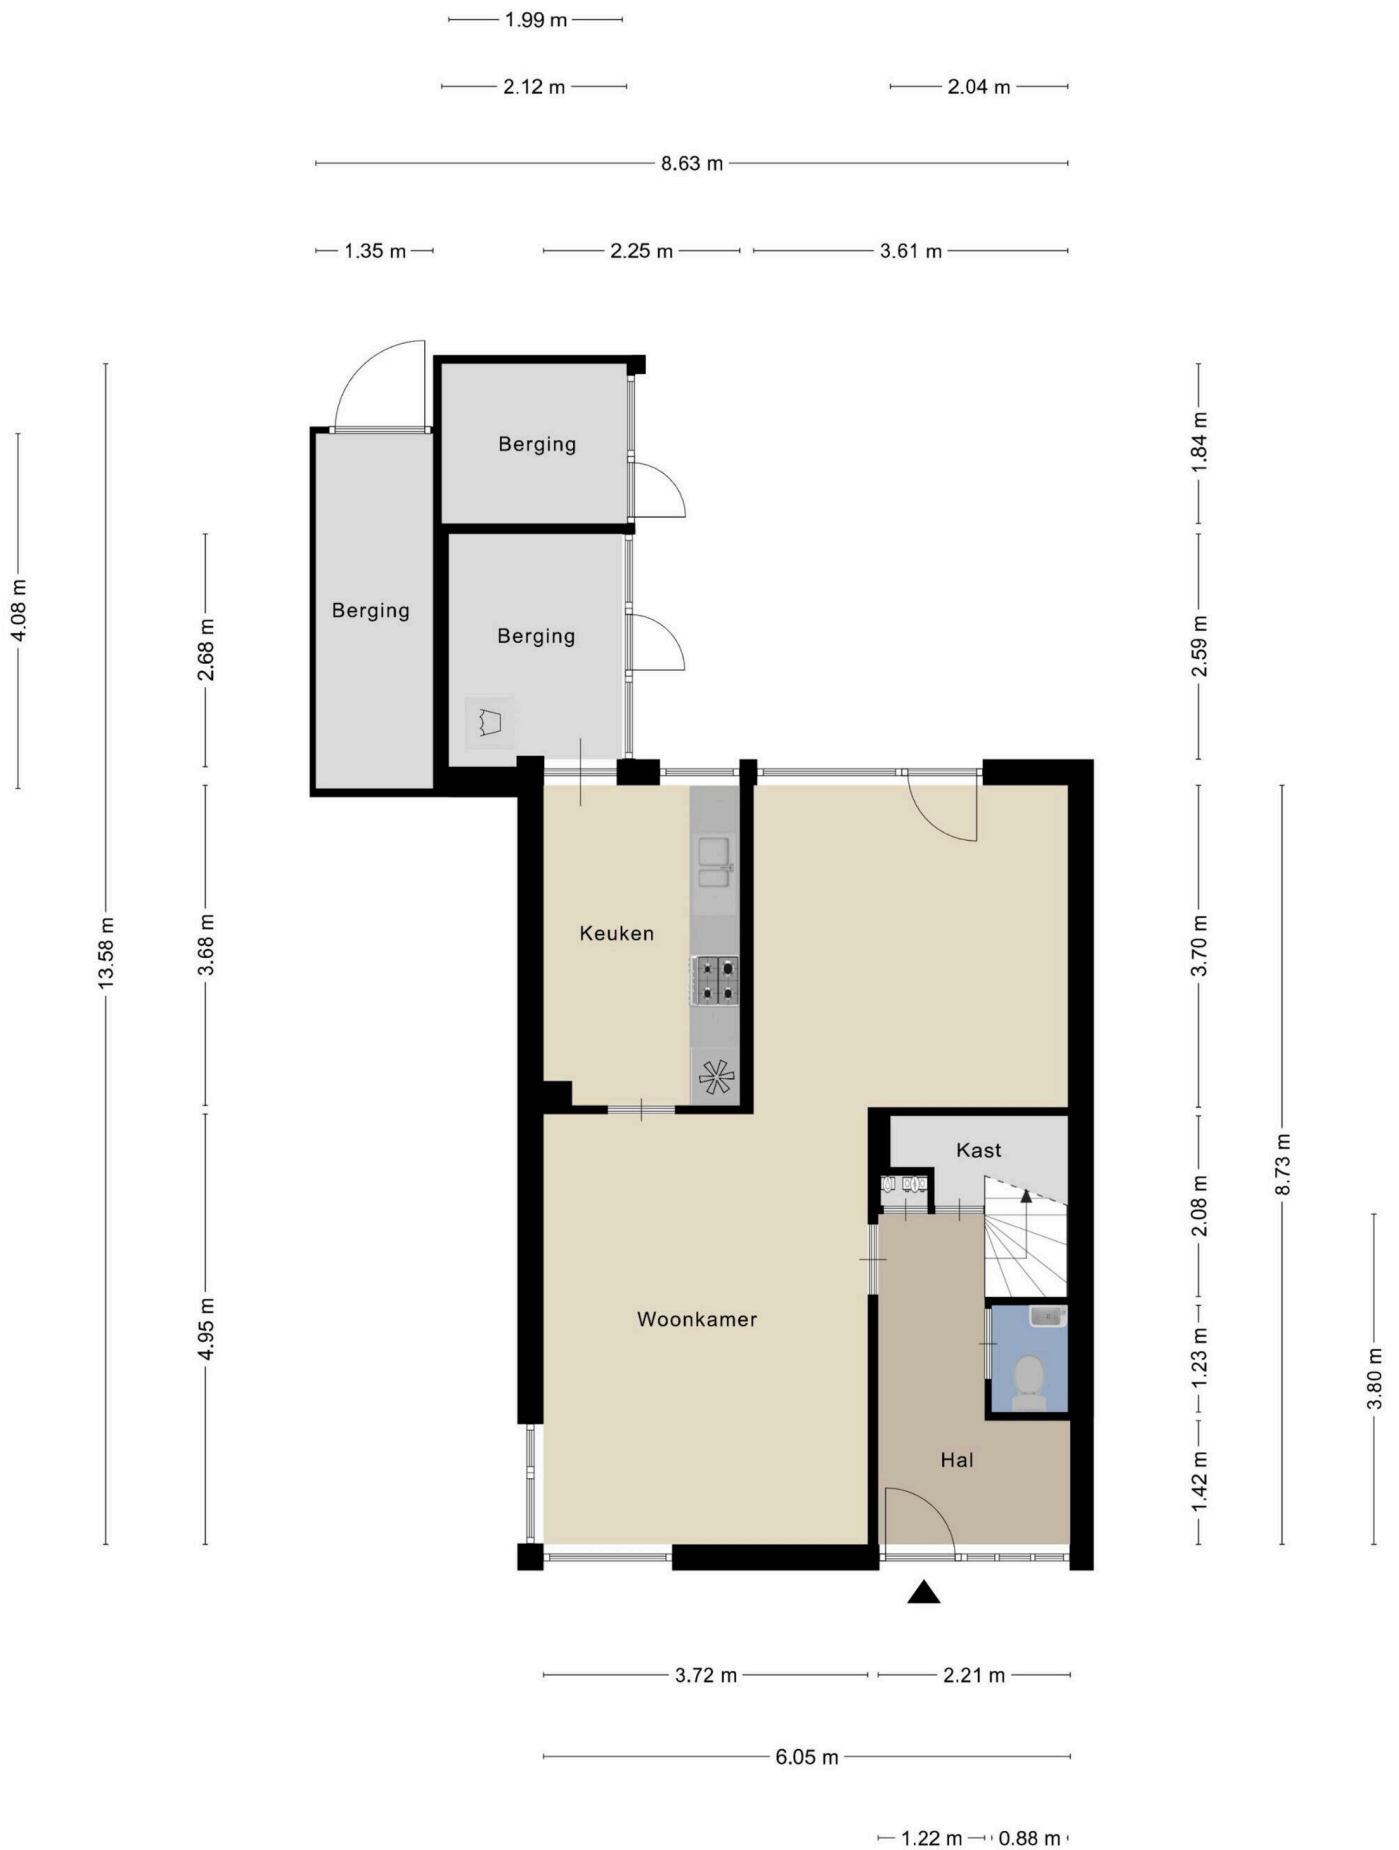 1.99 m
2.12 m
2.04 m
8.63 m
1.35 m
2.25 m
3.61 m
Berging
1.84 m
4.08 m
Berging
Berging
2.68 m
2.59 m
13.58 m
3.68 m
Keuken
3.70 m
Kast
8.73 m
2.08 m
4.95 m
Woonkamer
1.23 m
3.80 m
Hal
1.42 m
3.72 m
2.21 m
6.05 m
1.22 m
0.88 m